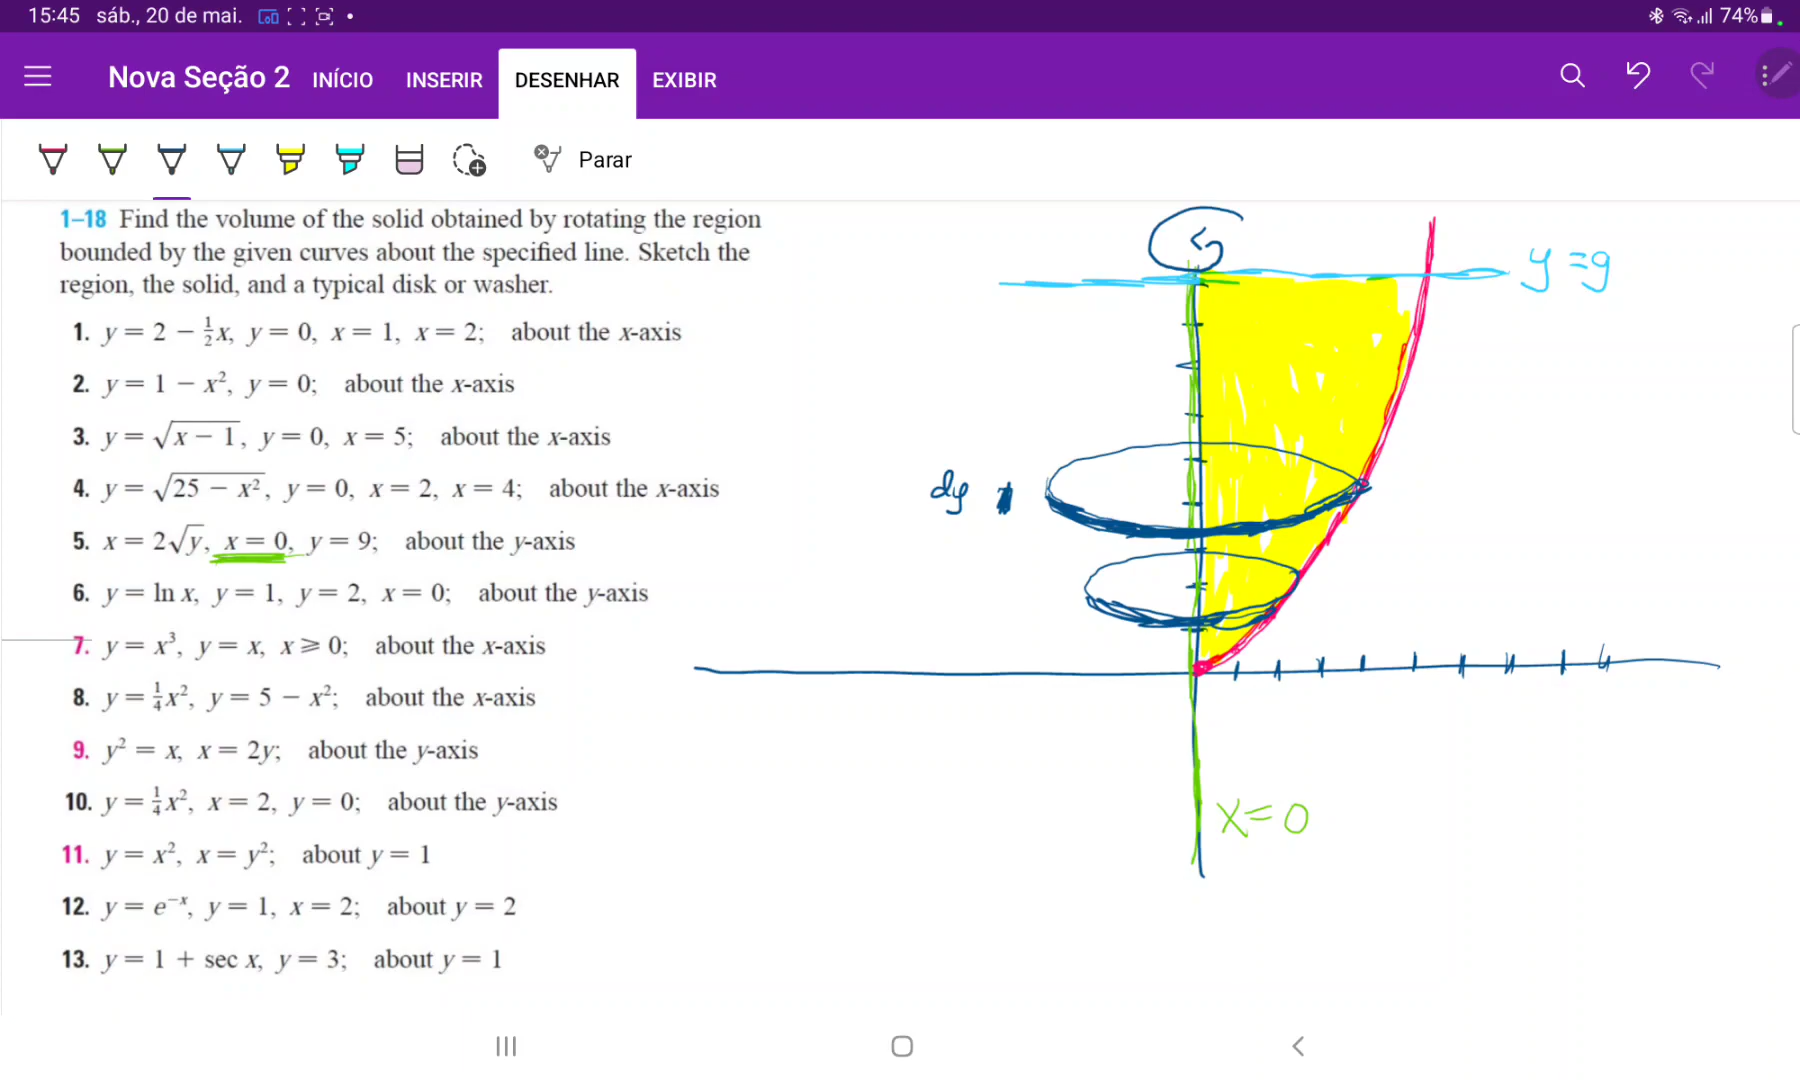 15:45 sáb., 20 de mai. 74%
Nova Seção 2 INÍCIO INSERIR DESENHAR EXIBIR
Parar
1–18 Find the volume of the solid obtained by rotating the region
bounded by the given curves about the specified line. Sketch the
region, the solid, and a typical disk or washer.
1. y = 2 − ½x, y = 0, x = 1, x = 2; about the x-axis
2. y = 1 − x², y = 0; about the x-axis
3. y = √(x − 1), y = 0, x = 5; about the x-axis
4. y = √(25 − x²), y = 0, x = 2, x = 4; about the x-axis
5. x = 2√y, x = 0, y = 9; about the y-axis
6. y = ln x, y = 1, y = 2, x = 0; about the y-axis
7. y = x³, y = x, x ⩾ 0; about the x-axis
8. y = ¼x², y = 5 − x²; about the x-axis
9. y² = x, x = 2y; about the y-axis
10. y = ¼x², x = 2, y = 0; about the y-axis
11. y = x², x = y²; about y = 1
12. y = e⁻ˣ, y = 1, x = 2; about y = 2
13. y = 1 + sec x, y = 3; about y = 1
y = 9
dy
x = 0